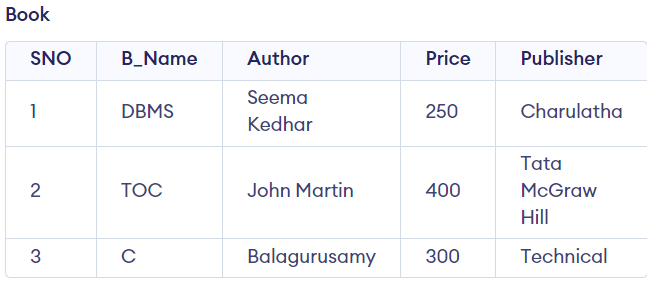 Book
SNO B_Name Author Price Publisher
1 DBMS Seema Kedhar 250 Charulatha
2 TOC John Martin 400 Tata McGraw Hill
3 C Balagurusamy 300 Technical